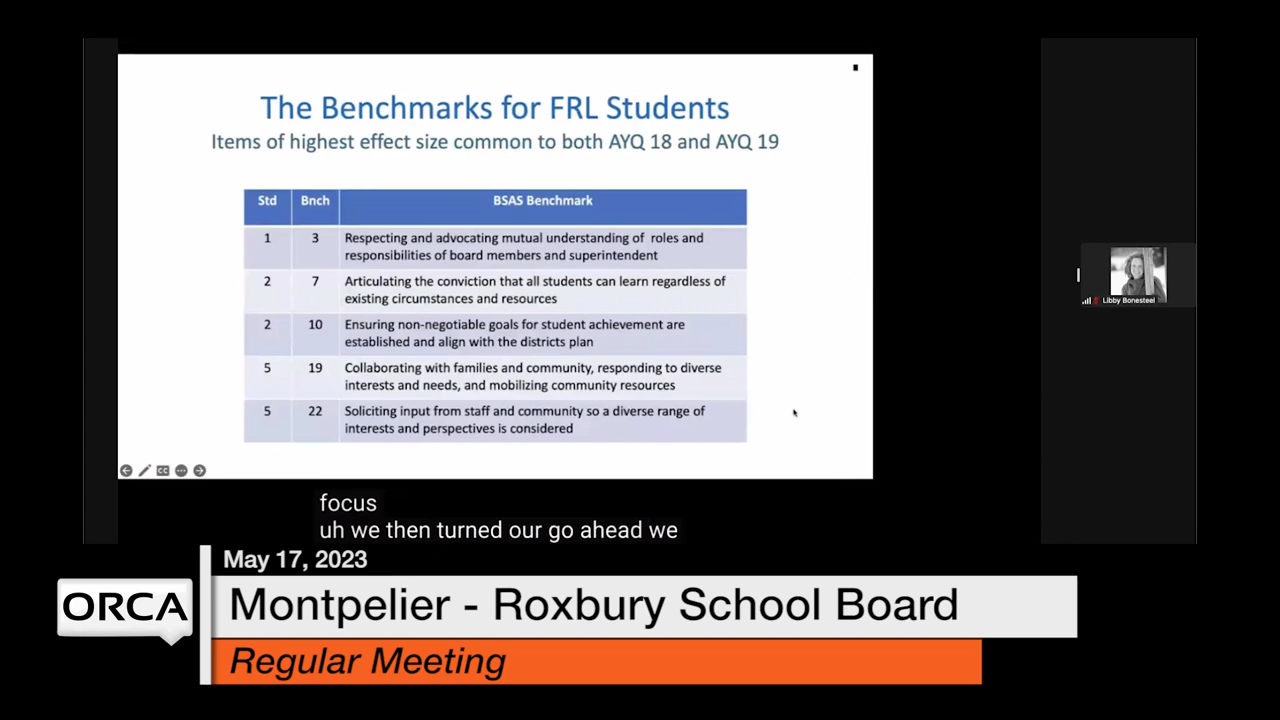 The Benchmarks for FRL Students
Items of highest effect size common to both AYQ 18 and AYQ 19
Std Bnch BSAS Benchmark
1 3 Respecting and advocating mutual understanding of roles and
responsibilities of board members and superintendent
2 7 Articulating the conviction that all students can learn regardless of
existing circumstances and resources
2 10 Ensuring non-negotiable goals for student achievement are
established and align with the districts plan
5 19 Collaborating with families and community, responding to diverse
interests and needs, and mobilizing community resources
5 22 Soliciting input from staff and community so a diverse range of
interests and perspectives is considered
CC
Libby Bonesteel
focus
uh we then turned our go ahead we
May 17, 2023
ORCA
Montpelier - Roxbury School Board
Regular Meeting